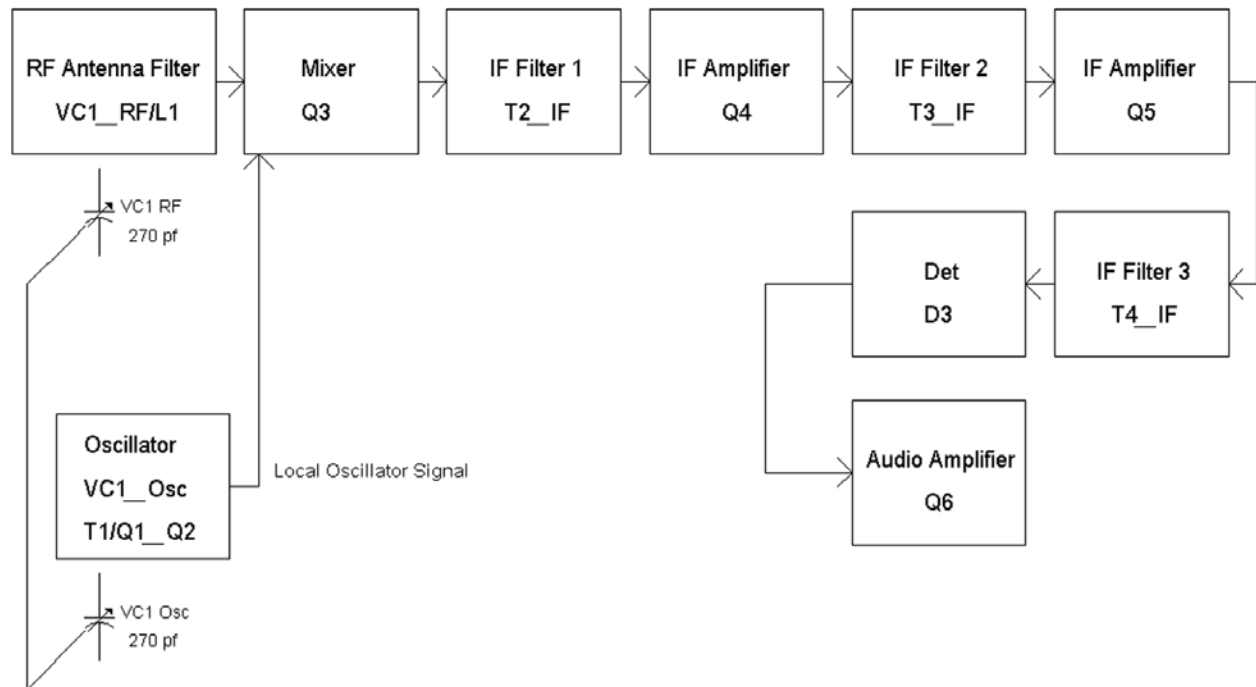 RF Antenna Filter
VC1__RF/L1
Mixer
Q3
IF Filter 1
T2__IF
IF Amplifier
Q4
IF Filter 2
T3__IF
IF Amplifier
Q5
VC1 RF
270 pf
Det
D3
IF Filter 3
T4__IF
Oscillator
VC1__Osc
T1/Q1__Q2
Local Oscillator Signal
Audio Amplifier
Q6
VC1 Osc
270 pf